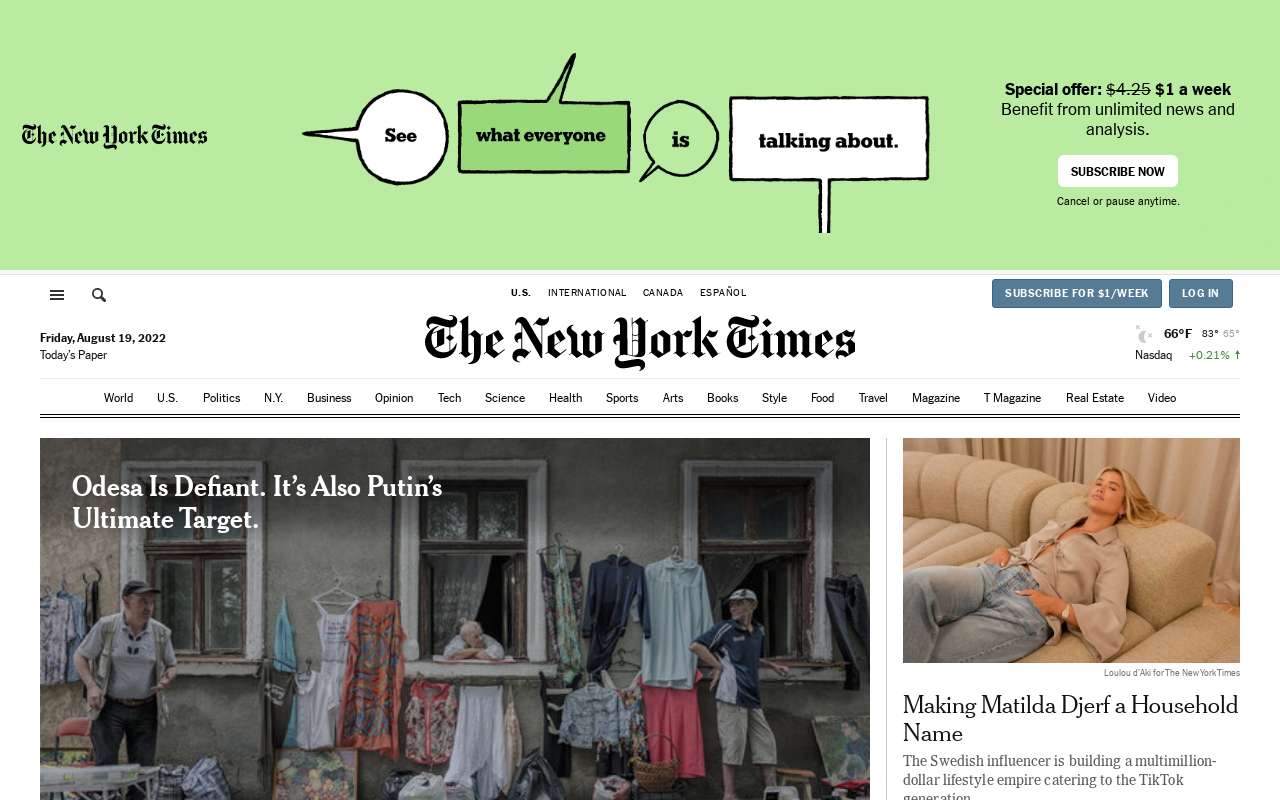 The New York Times
See
what everyone
is
talking about.
Special offer: $4.25 $1 a week
Benefit from unlimited news and
analysis.
SUBSCRIBE NOW
Cancel or pause anytime.
U.S. INTERNATIONAL CANADA ESPAÑOL
SUBSCRIBE FOR $1/WEEK LOG IN
Friday, August 19, 2022
Today's Paper
The New York Times
66°F 83° 65°
Nasdaq +0.21% ↑
World U.S. Politics N.Y. Business Opinion Tech Science Health Sports Arts Books Style Food Travel Magazine T Magazine Real Estate Video
Odesa Is Defiant. It’s Also Putin’s
Ultimate Target.
Loulou d'Aki for The New York Times
Making Matilda Djerf a Household
Name
The Swedish influencer is building a multimillion-
dollar lifestyle empire catering to the TikTok
generation.